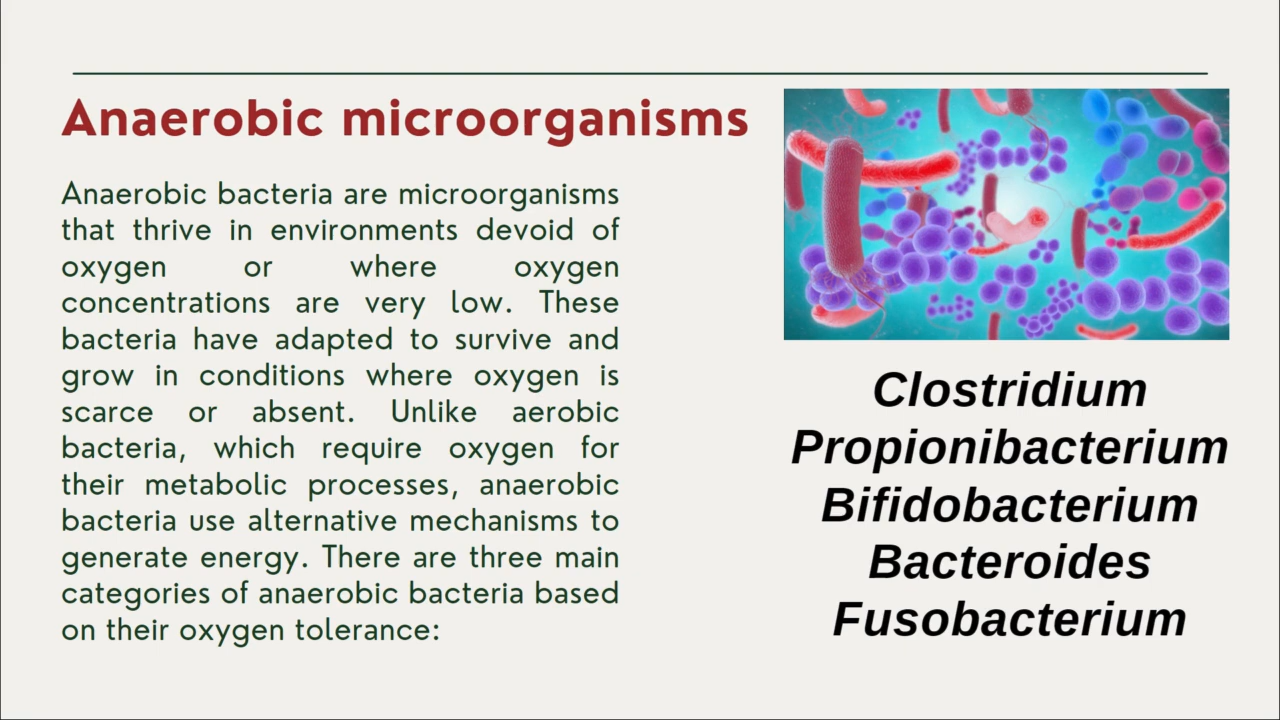 Anaerobic microorganisms
Anaerobic bacteria are microorganisms
that thrive in environments devoid of
oxygen or where oxygen
concentrations are very low. These
bacteria have adapted to survive and
grow in conditions where oxygen is
scarce or absent. Unlike aerobic
bacteria, which require oxygen for
their metabolic processes, anaerobic
bacteria use alternative mechanisms to
generate energy. There are three main
categories of anaerobic bacteria based
on their oxygen tolerance:
Clostridium
Propionibacterium
Bifidobacterium
Bacteroides
Fusobacterium